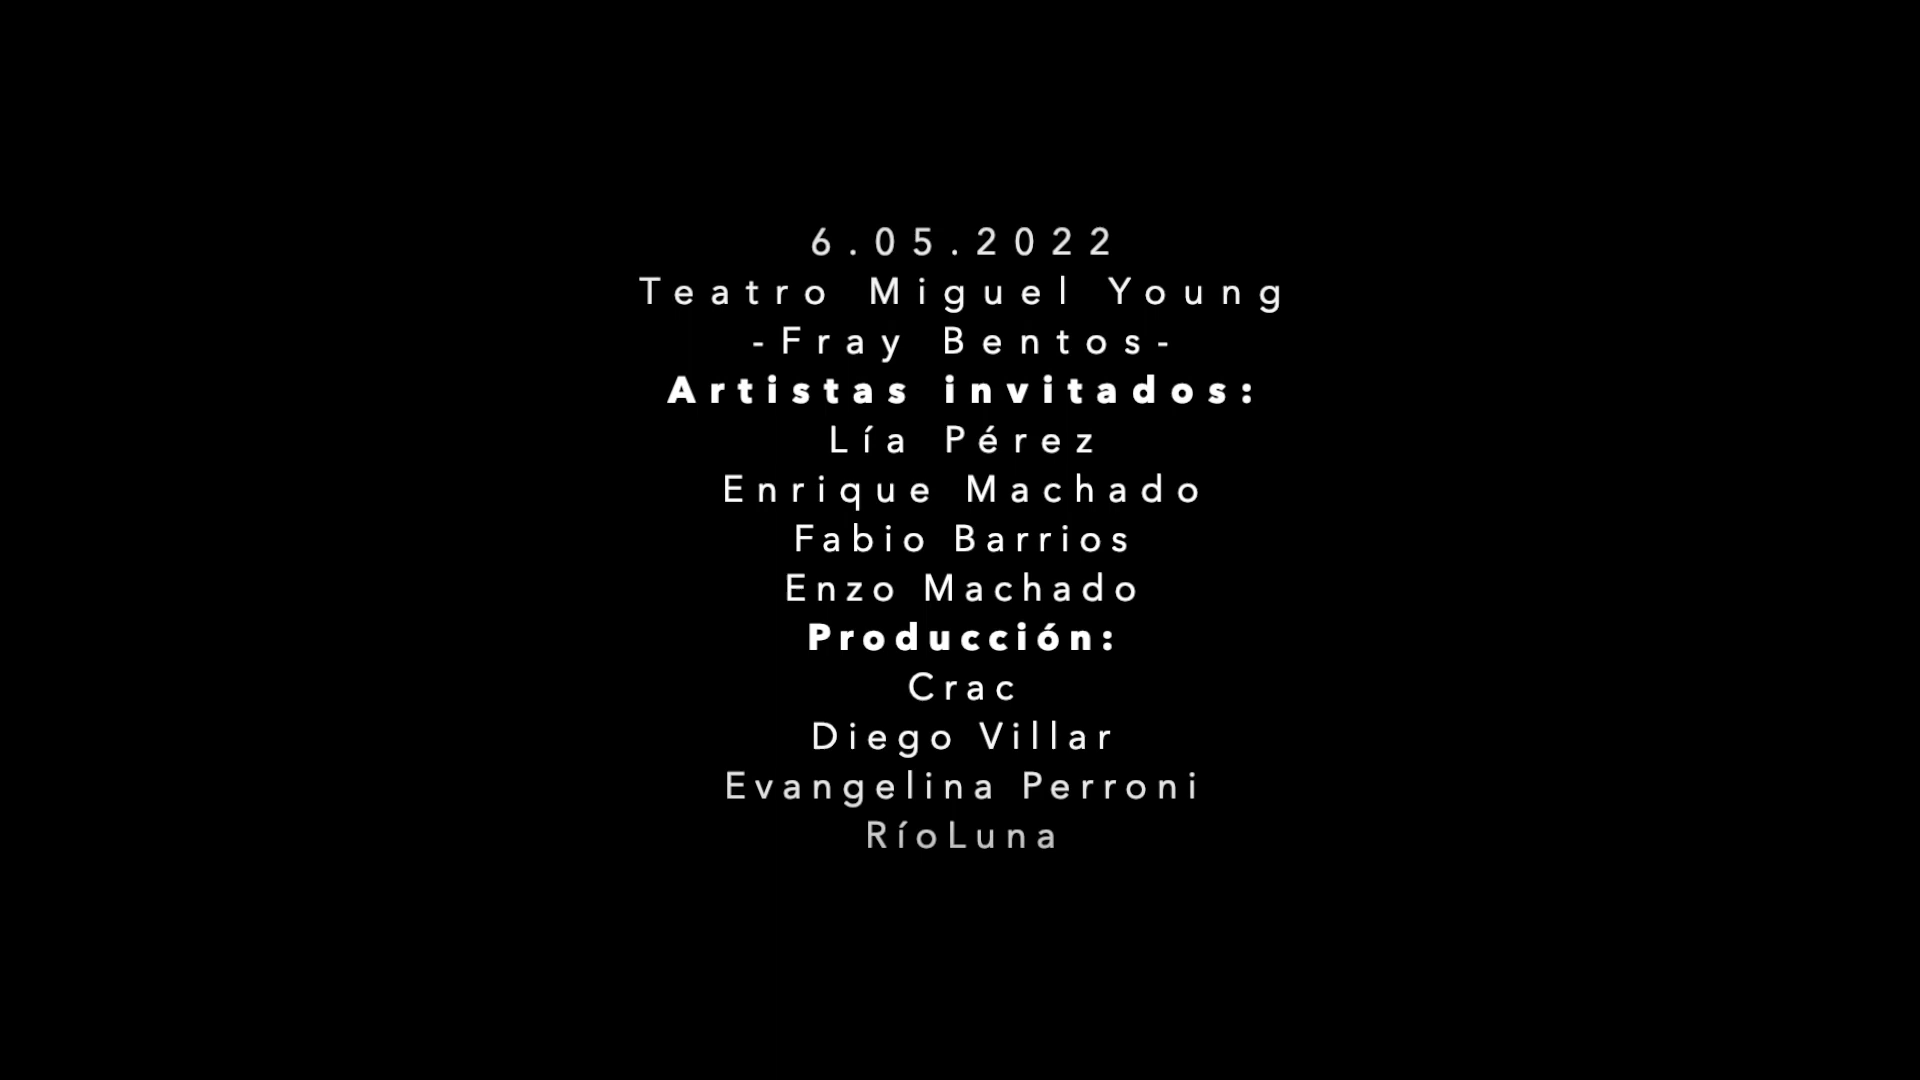 6.05.2022
Teatro Miguel Young
-Fray Bentos-
Artistas invitados:
Lía Pérez
Enrique Machado
Fabio Barrios
Enzo Machado
Producción:
Crac
Diego Villar
Evangelina Perroni
RíoLuna